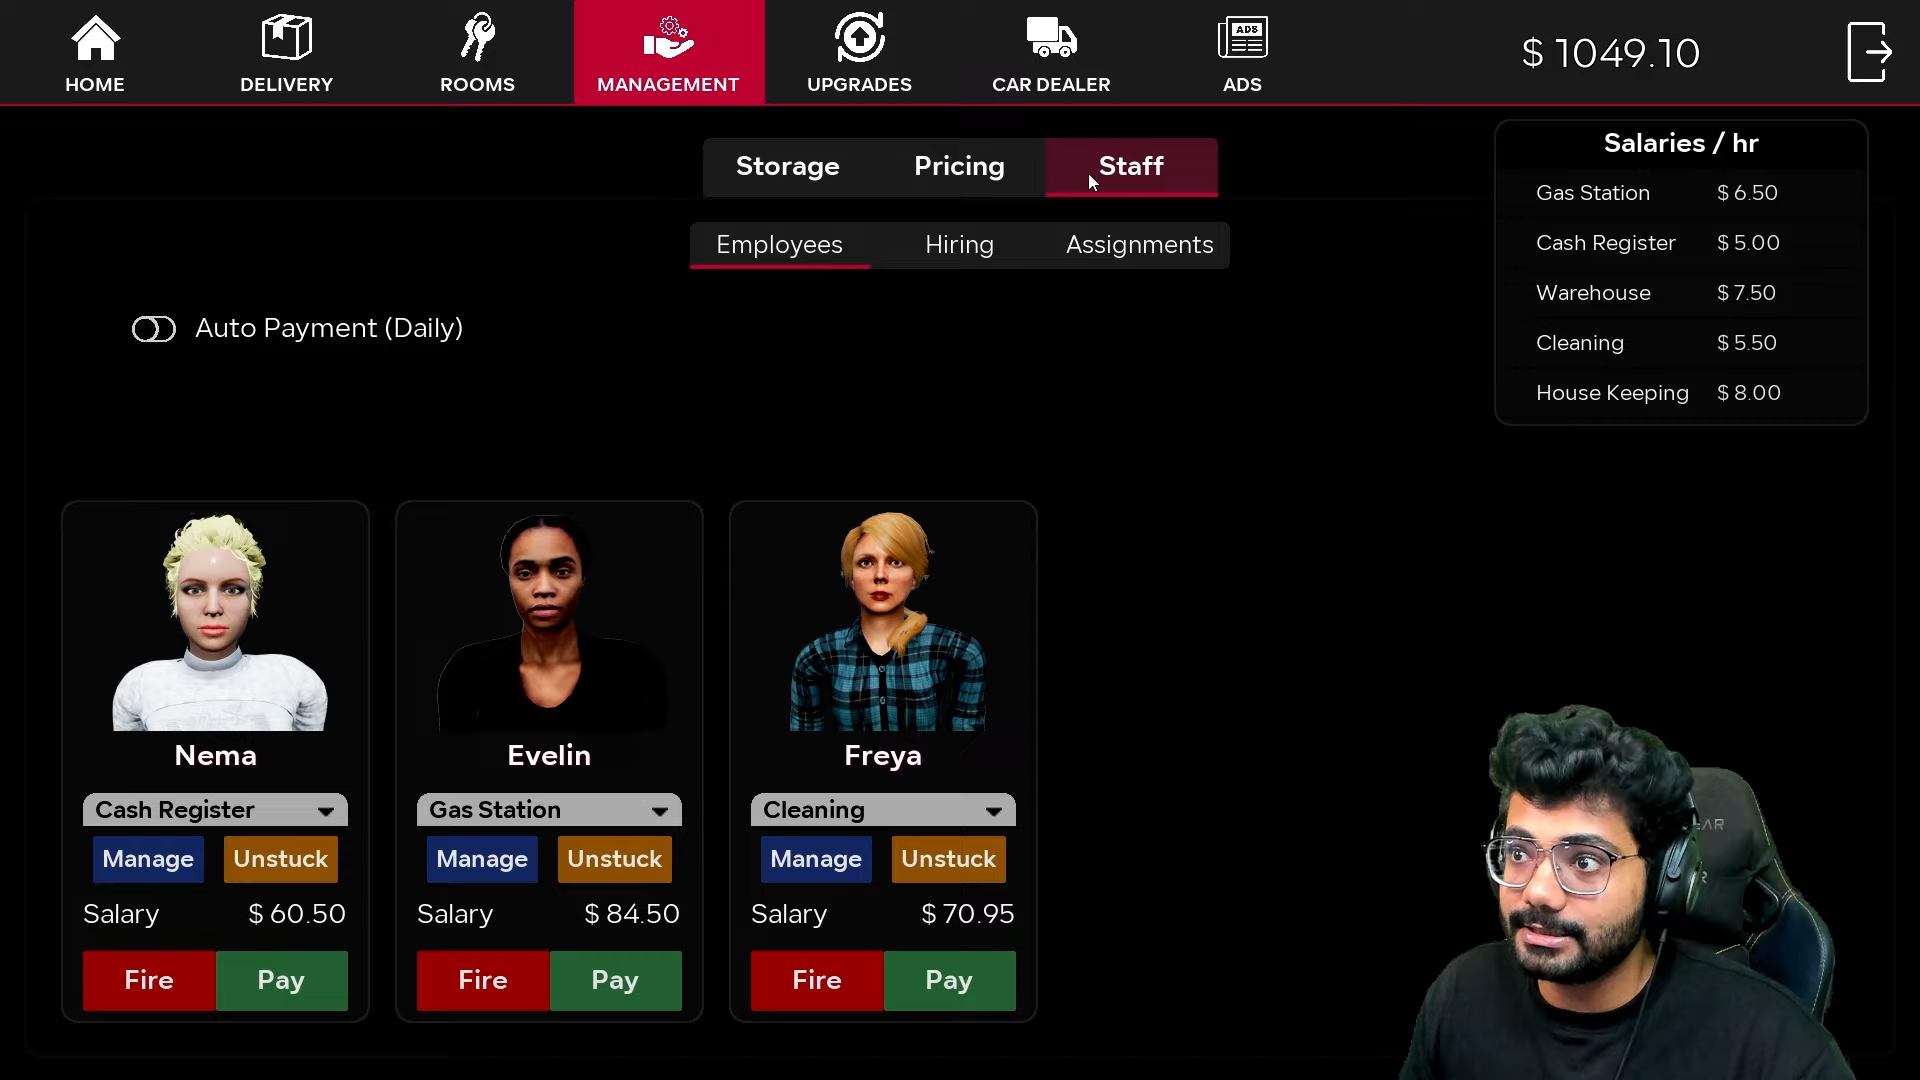 HOME
DELIVERY
ROOMS
MANAGEMENT
ADS
UPGRADES
CAR DEALER
ADS
$ 1049.10
Storage
Pricing
Staff
Employees
Hiring
Assignments
Auto Payment (Daily)
Salaries / hr
Gas Station $ 6.50
Cash Register $ 5.00
Warehouse $ 7.50
Cleaning $ 5.50
House Keeping $ 8.00
Nema
Cash Register
Manage Unstuck
Salary $ 60.50
Fire Pay
Evelin
Gas Station
Manage Unstuck
Salary $ 84.50
Fire Pay
Freya
Cleaning
Manage Unstuck
Salary $ 70.95
Fire Pay